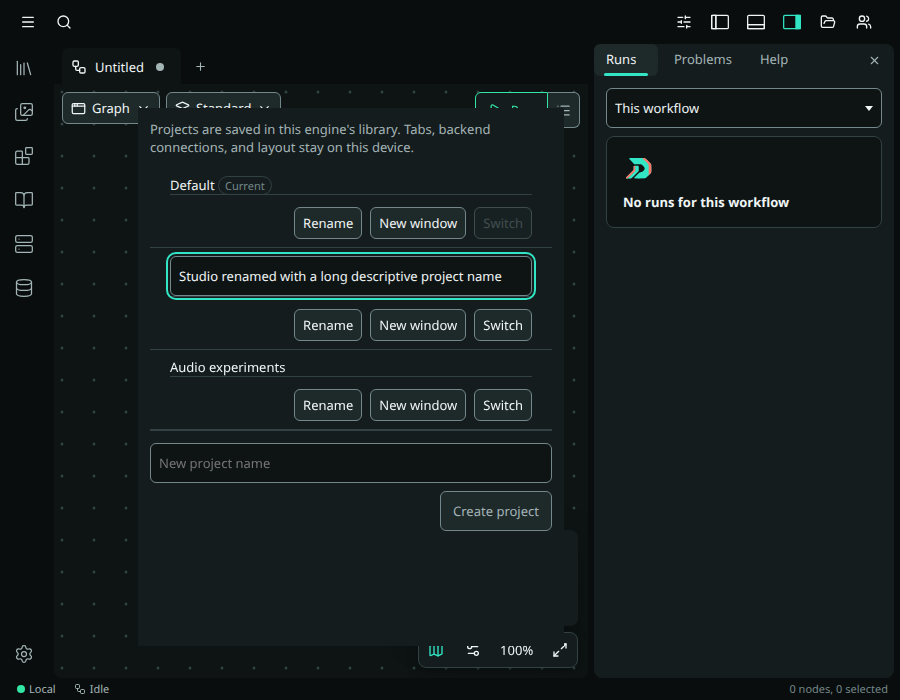 Untitled
Runs
Problems
Help
Graph
Standard
This workflow
Projects are saved in this engine's library. Tabs, backend
connections, and layout stay on this device.
Default
Current
Rename
New window
Switch
No runs for this workflow
Studio renamed with a long descriptive project name
Rename
New window
Switch
Audio experiments
Rename
New window
Switch
New project name
Create project
100%
Local
Idle
0 nodes, 0 selected